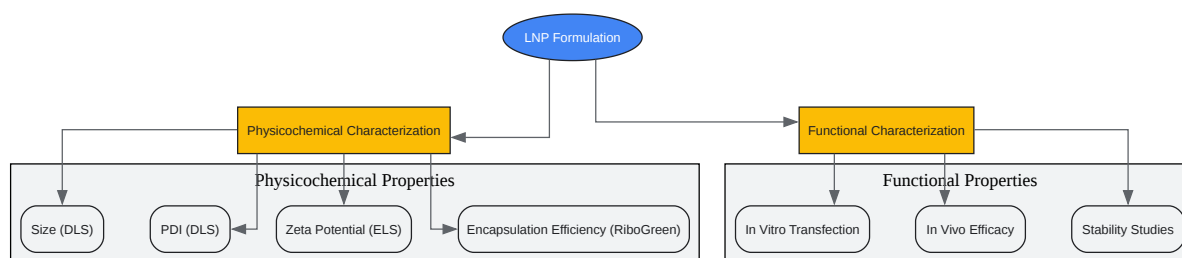 LNP Formulation
Physicochemical Characterization
Functional Characterization
Physicochemical Properties
Functional Properties
Size (DLS)
PDI (DLS)
Zeta Potential (ELS)
Encapsulation Efficiency (RiboGreen)
In Vitro Transfection
In Vivo Efficacy
Stability Studies